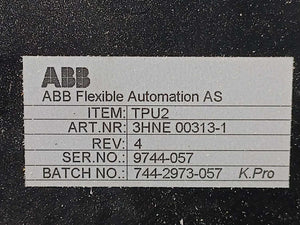 ABB
ABB Flexible Automation AS
ITEM: TPU2
ART.NR: 3HNE 00313-1
REV: 4
SER.NO.: 9744-057
BATCH NO.: 744-2973-057 K.Pro